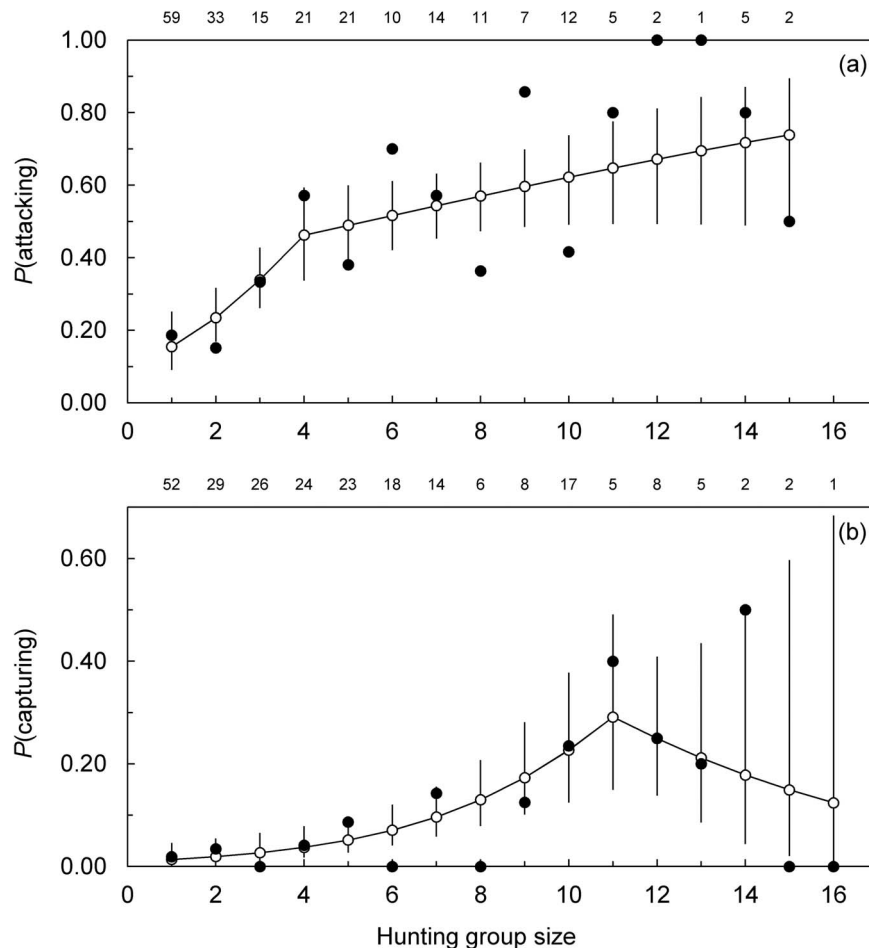 59 33 15 21 21 10 14 11 7 12 5 2 1 5 2
1.00
(a)
0.80
0.60
P(attacking)
0.40
0.20
0.00
0 2 4 6 8 10 12 14 16
52 29 26 24 23 18 14 6 8 17 5 8 5 2 2 1
(b)
0.60
0.40
P(capturing)
0.20
0.00
0 2 4 6 8 10 12 14 16
Hunting group size